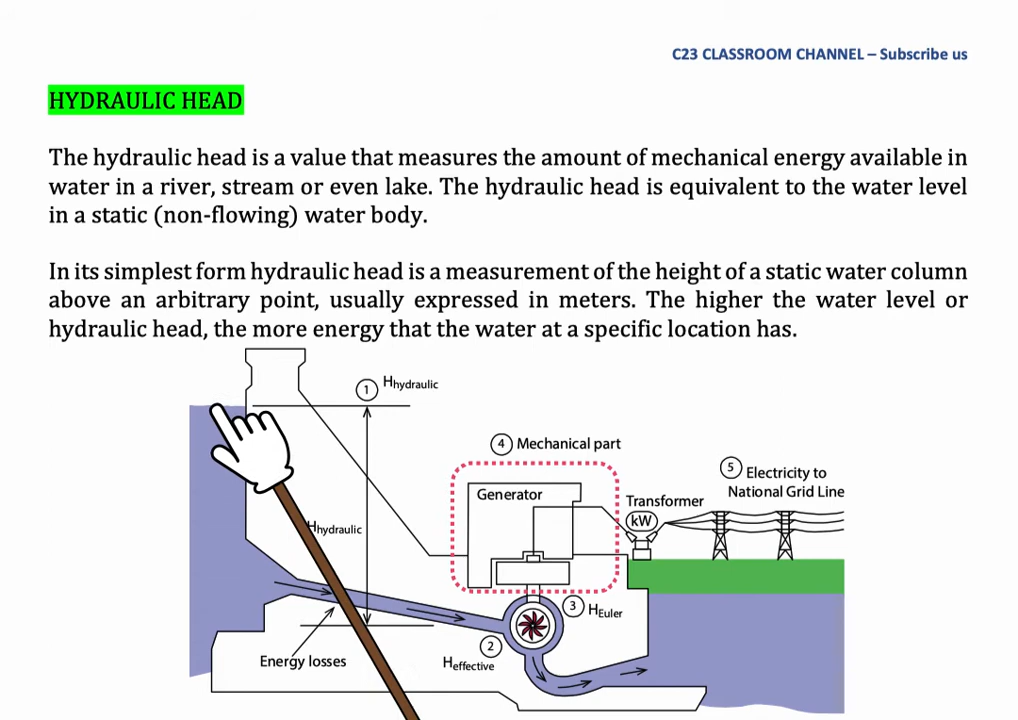 C23 CLASSROOM CHANNEL – Subscribe us
HYDRAULIC HEAD
The hydraulic head is a value that measures the amount of mechanical energy available in
water in a river, stream or even lake. The hydraulic head is equivalent to the water level
in a static (non-flowing) water body.
In its simplest form hydraulic head is a measurement of the height of a static water column
above an arbitrary point, usually expressed in meters. The higher the water level or
hydraulic head, the more energy that the water at a specific location has.
1 Hhydraulic
4 Mechanical part
5 Electricity to
National Grid Line
Generator
Transformer
kW
Hhydraulic
3 HEuler
2
Heffective
Energy losses